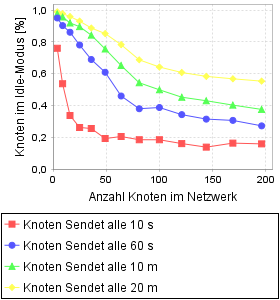 Knoten im Idle-Modus [%]
1,0
0,8
0,6
0,4
0,2
0,0
0 50 100 150 200
Anzahl Knoten im Netzwerk
Knoten Sendet alle 10 s
Knoten Sendet alle 60 s
Knoten Sendet alle 10 m
Knoten Sendet alle 20 m